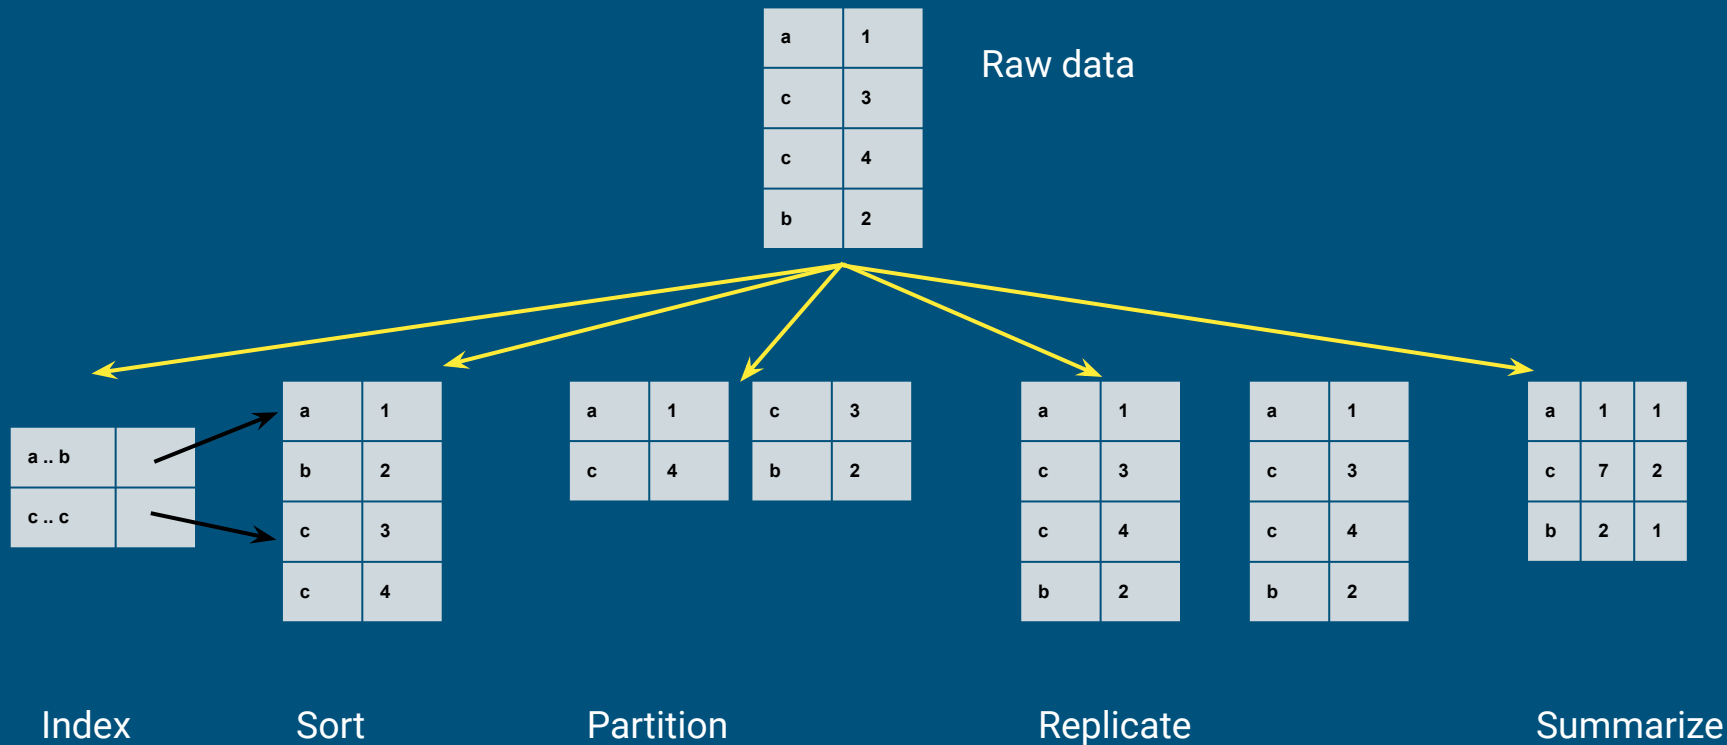 a 1
Raw data
c 3
c 4
b 2
a .. b
c .. c
a 1
b 2
c 3
c 4
a 1
c 4
c 3
b 2
a 1
c 3
c 4
b 2
a 1
c 3
c 4
b 2
a 1 1
c 7 2
b 2 1
Index Sort Partition Replicate Summarize